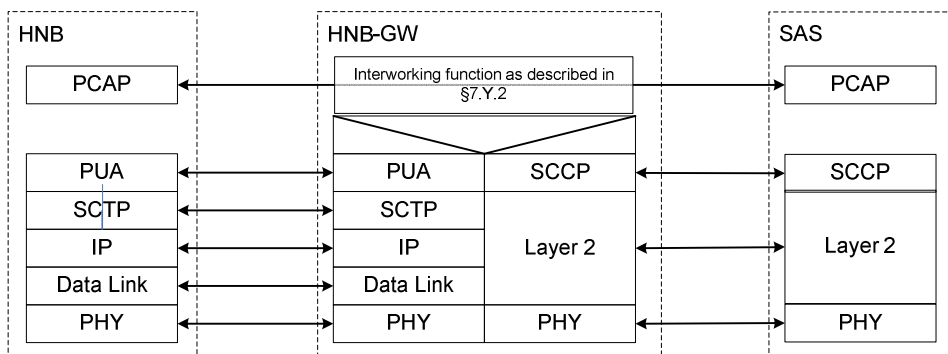 HNB
HNB-GW
SAS
PCAP
Interworking function as described in
§7.Y.2
PCAP
PUA
PUA
SCCP
SCCP
SCTP
SCTP
IP
IP
Layer 2
Layer 2
Data Link
Data Link
PHY
PHY
PHY
PHY